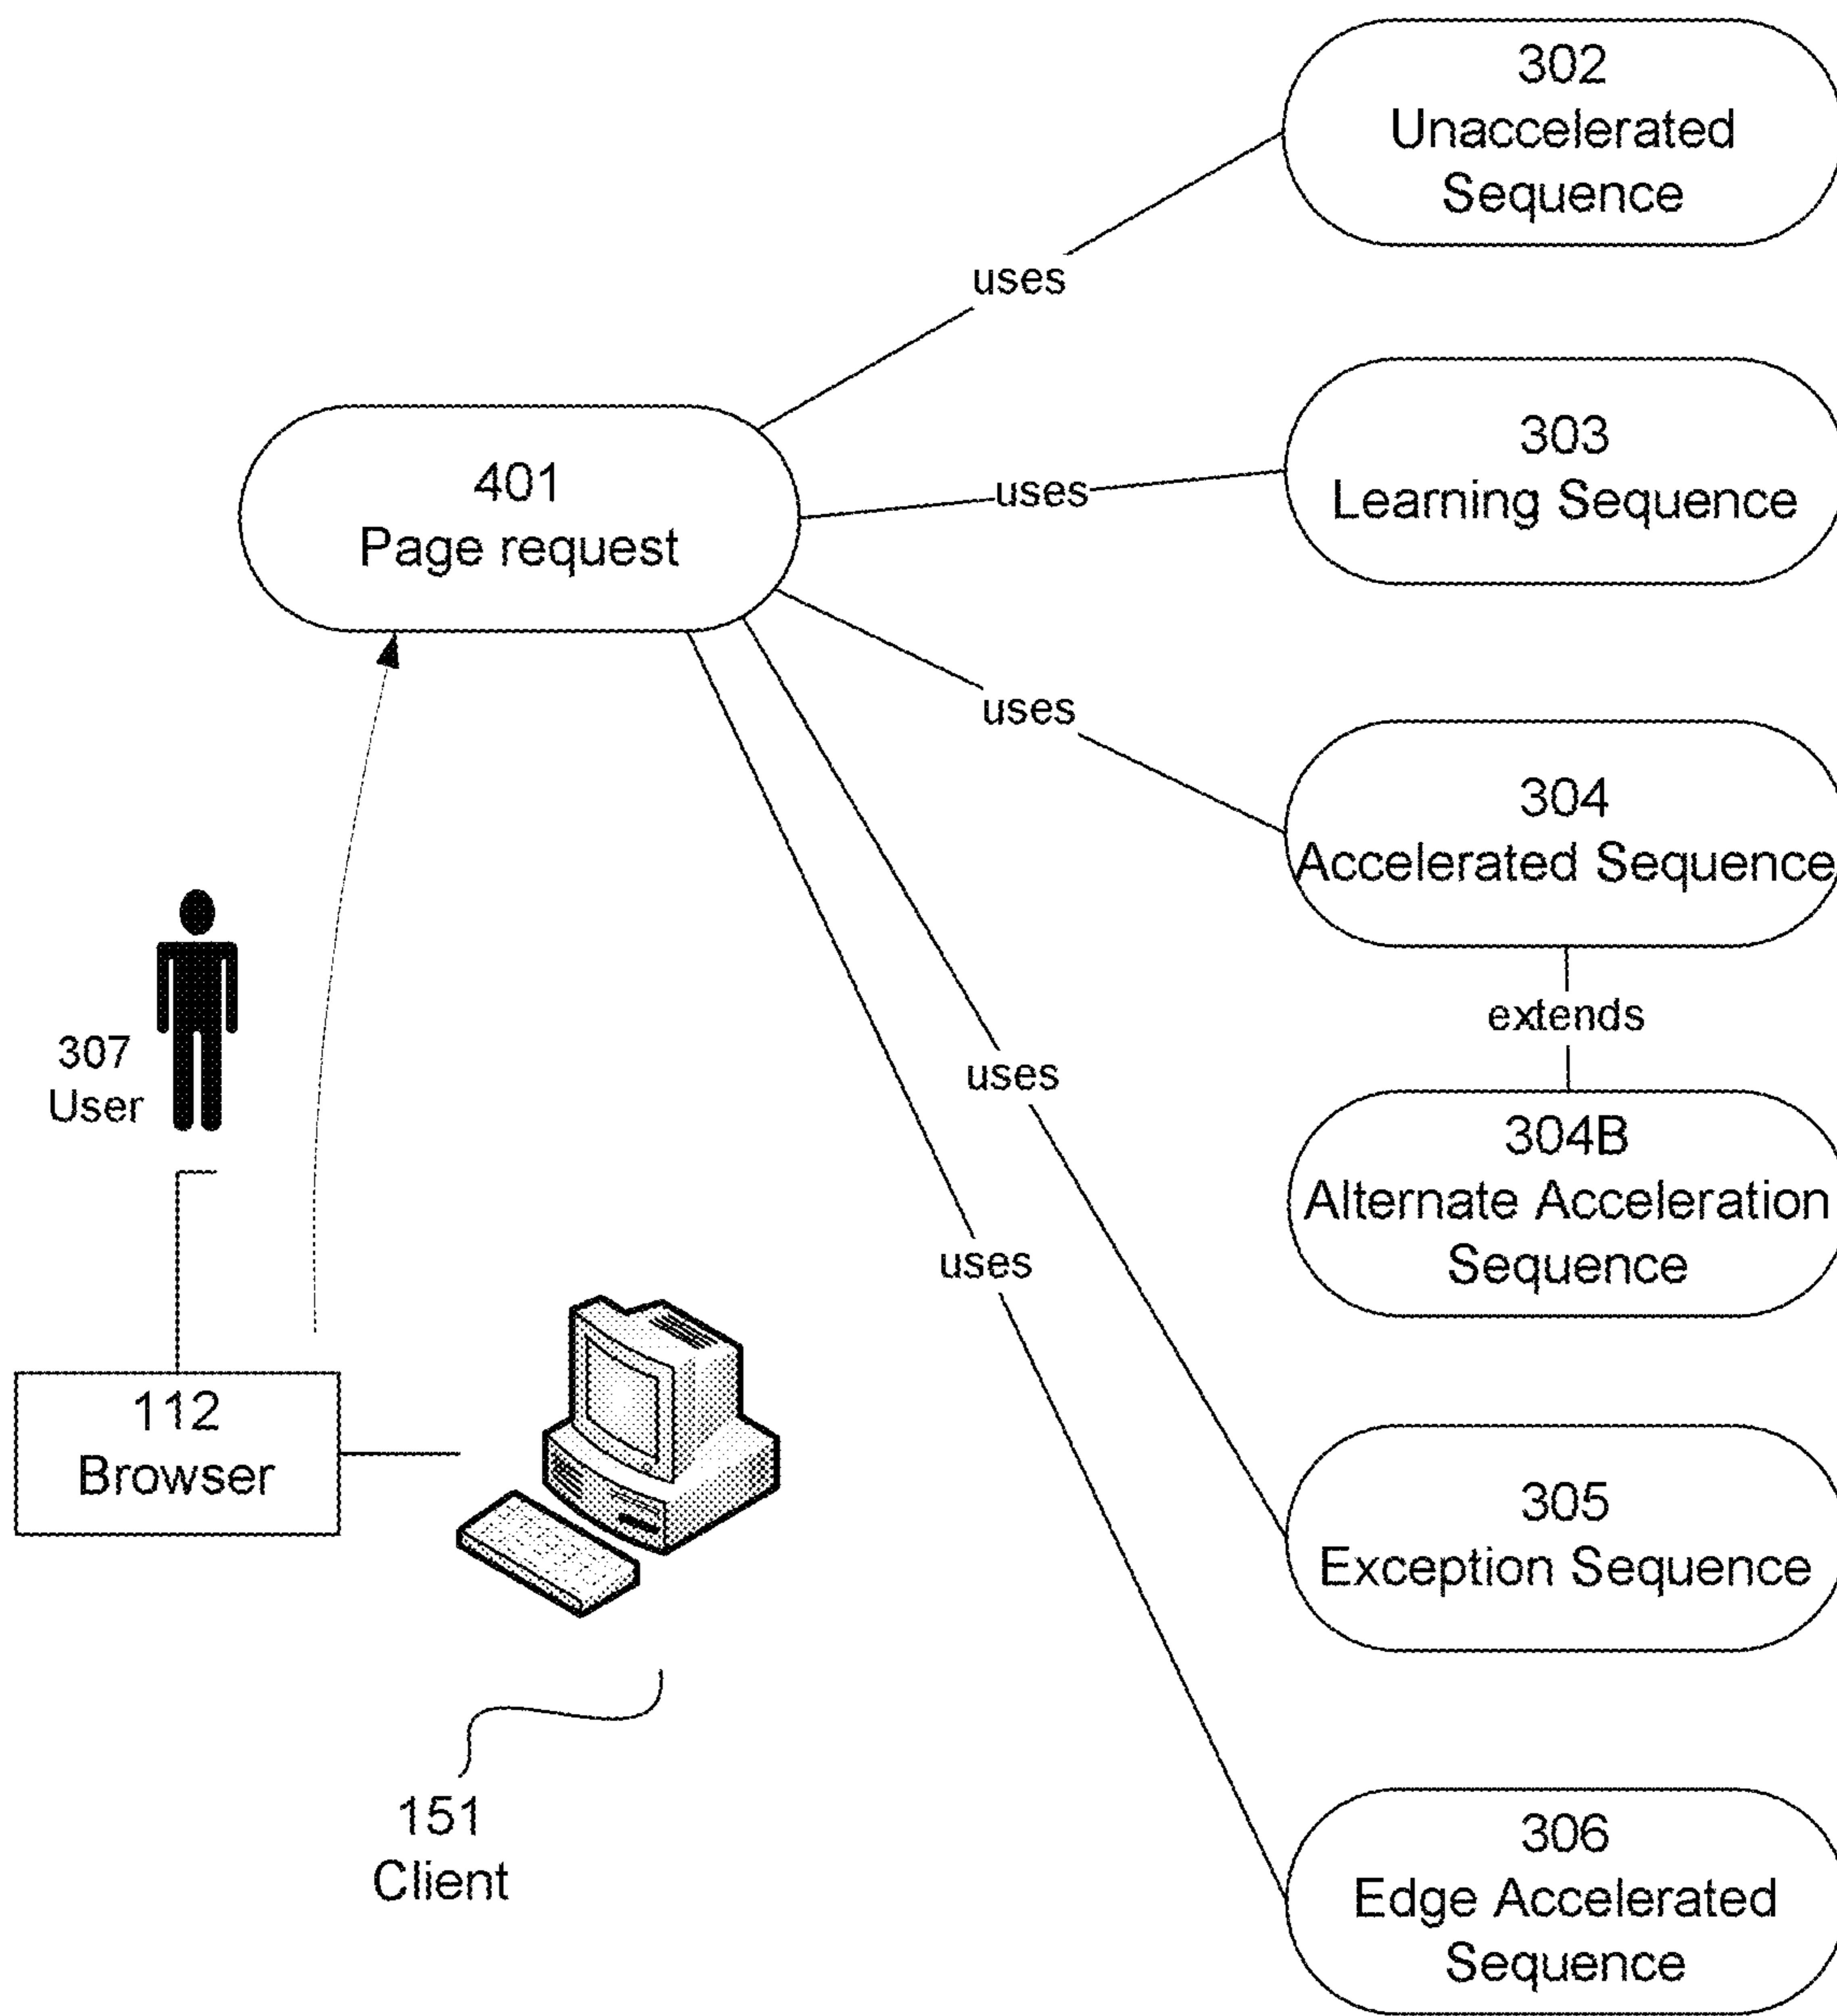 302
Unaccelerated
Sequence
uses
303
Learning Sequence
401
Page request
uses
304
Accelerated Sequence
uses
extends
307
User
304B
Alternate Acceleration
Sequence
uses
uses
112
Browser
305
Exception Sequence
151
Client
306
Edge Accelerated
Sequence